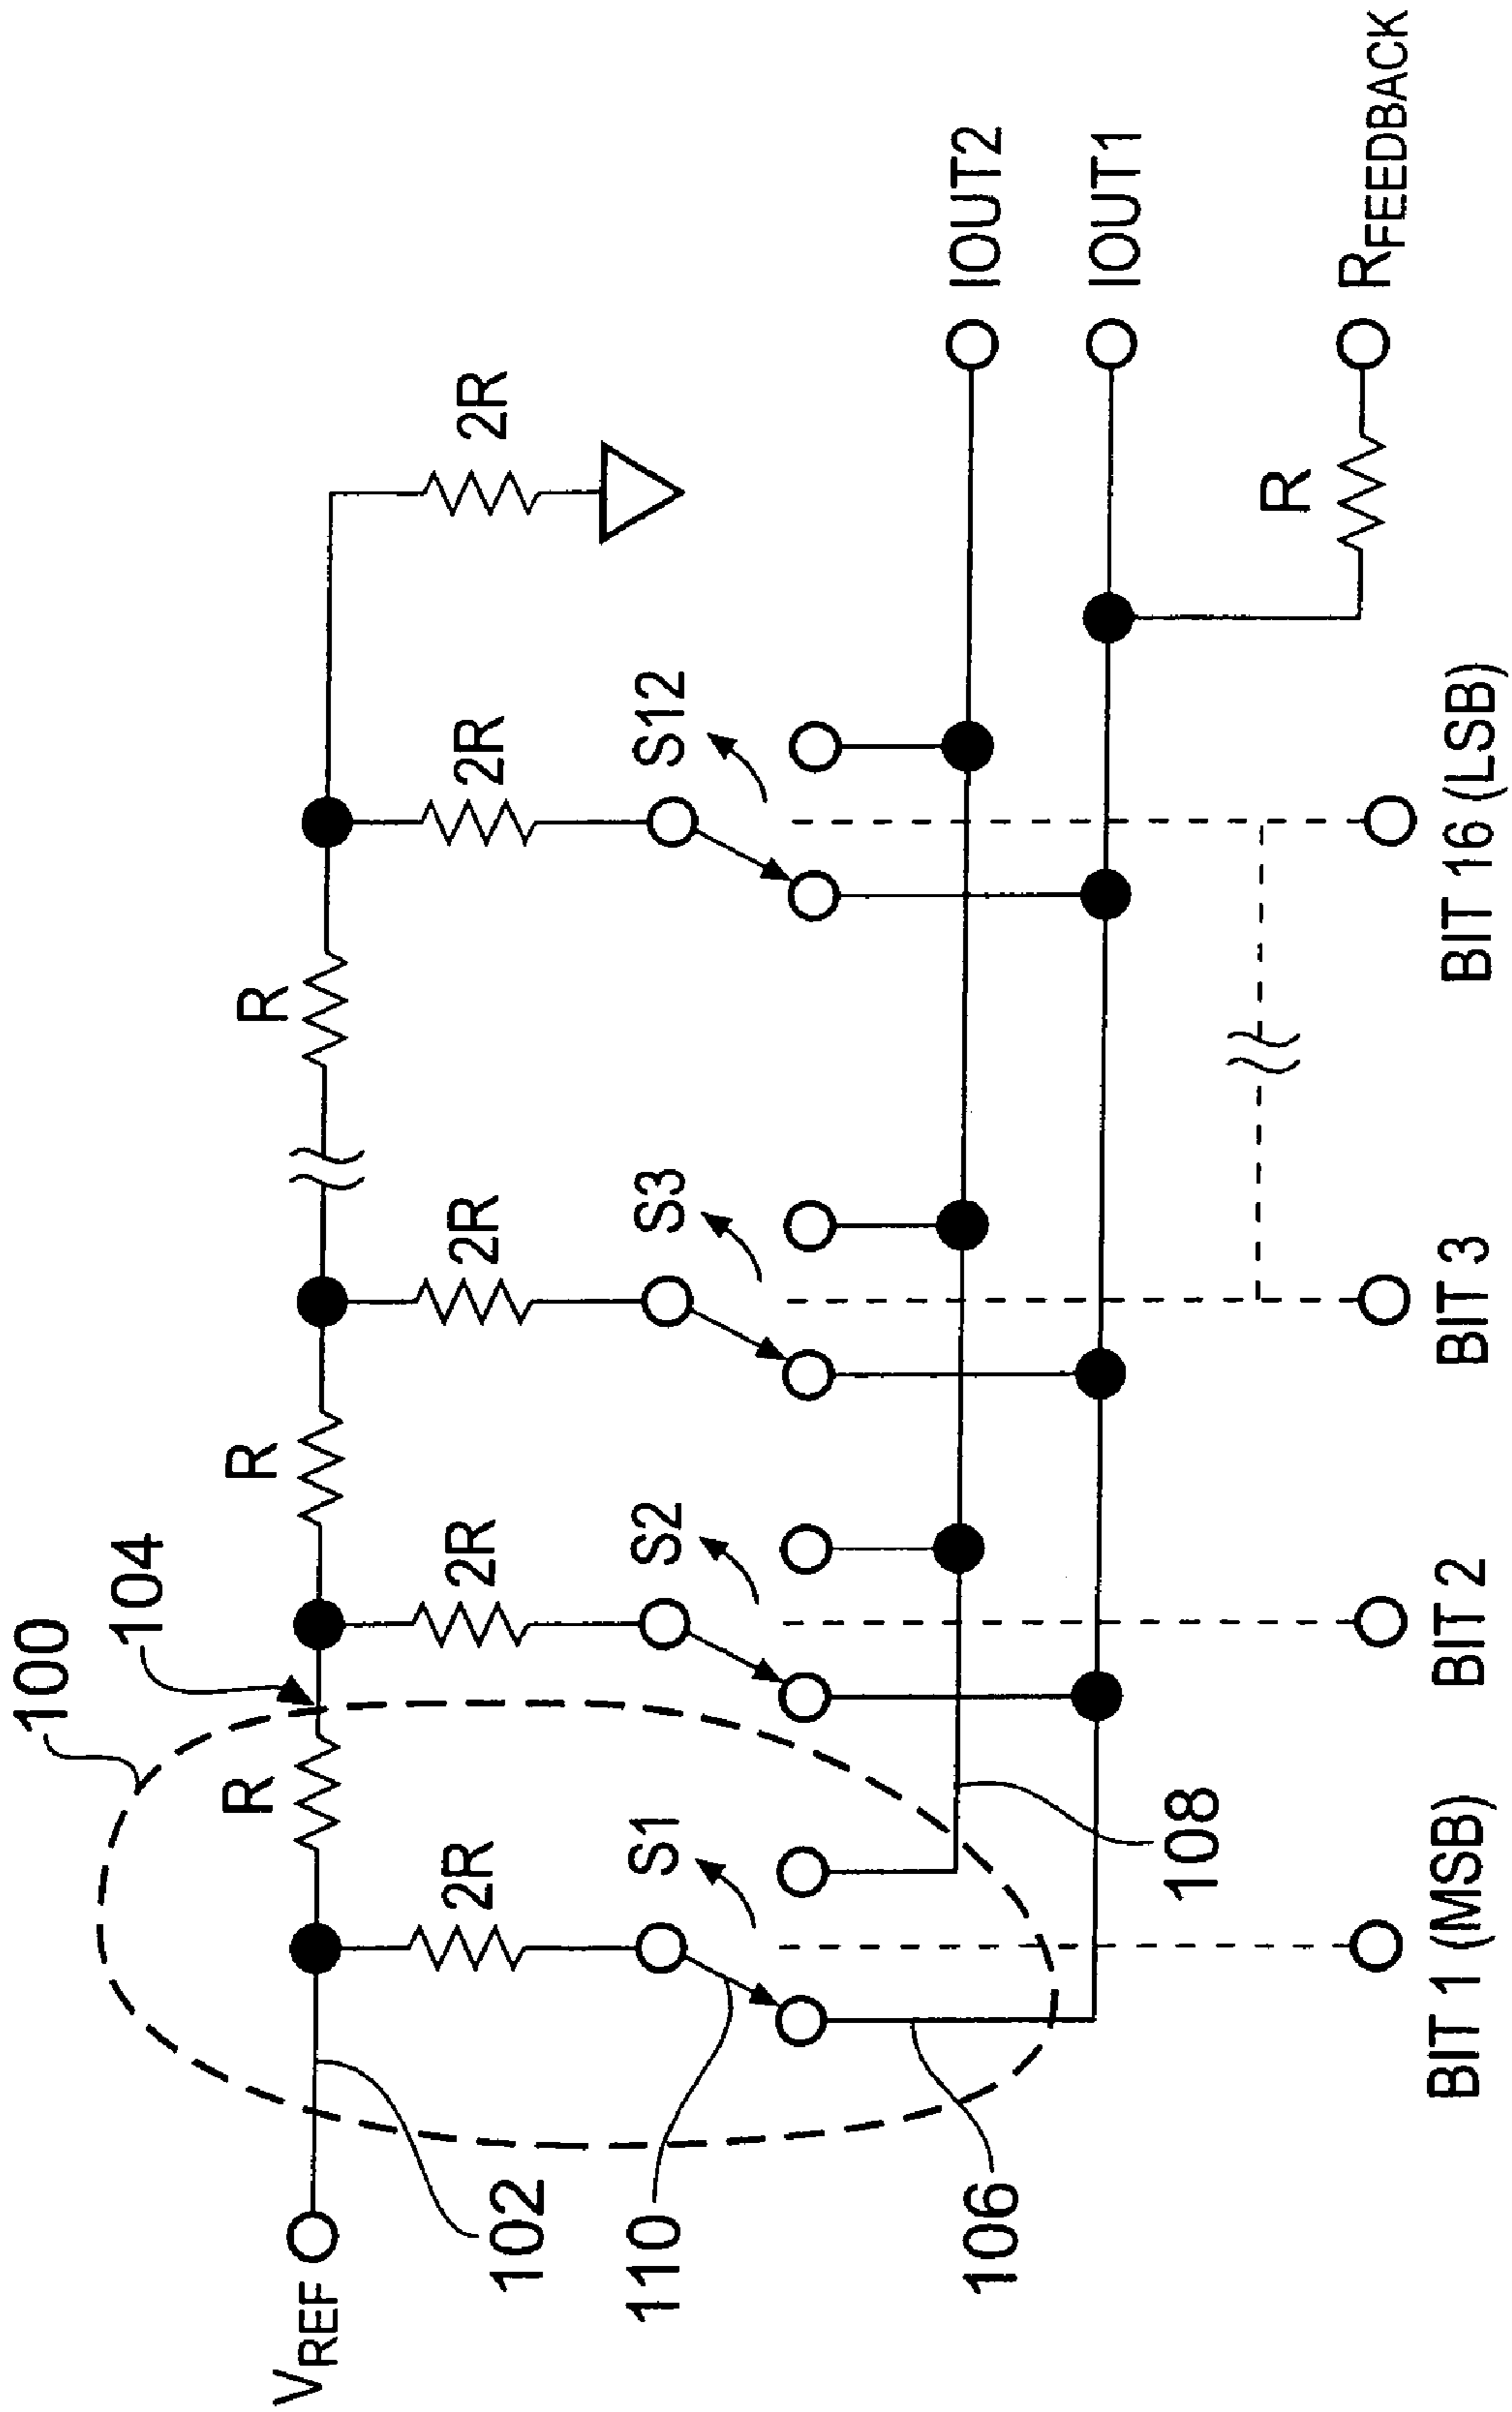 100
104
R
R
R
2R
2R
2R
2R
2R
VREF
102
S1
S2
S3
S12
110
106
108
IOUT2
IOUT1
R
RFEEDBACK
BIT 1 (MSB)
BIT 2
BIT 3
BIT 16 (LSB)